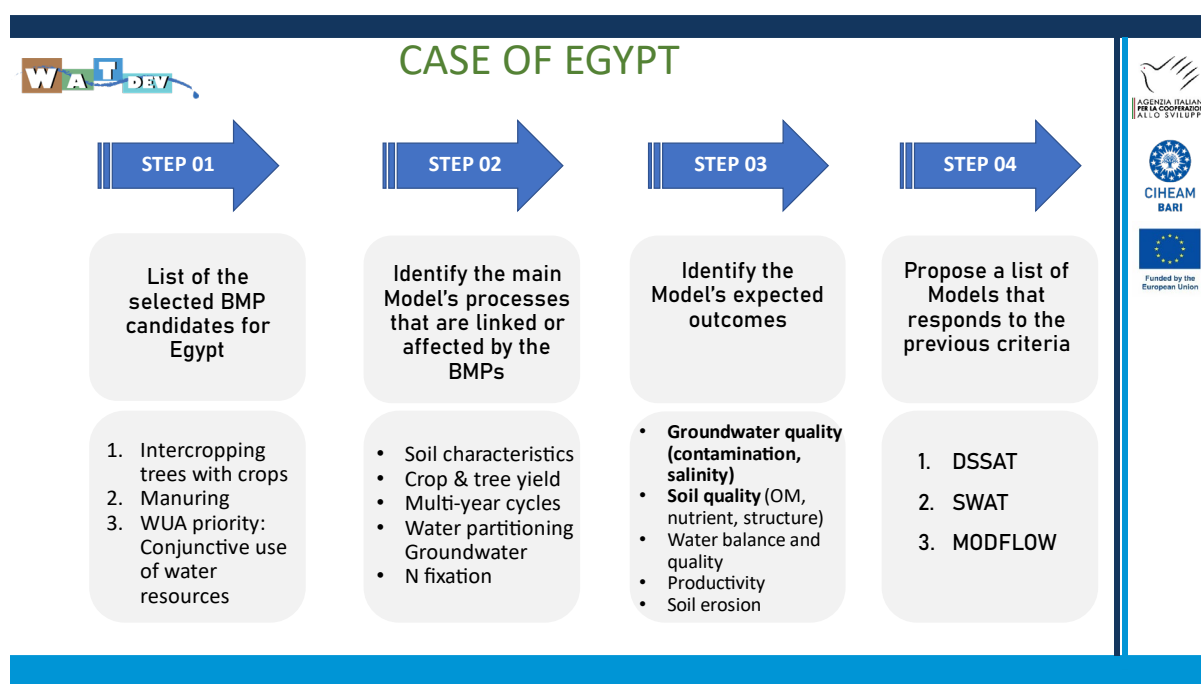 CASE OF EGYPT
WAT DEV
STEP 01
STEP 02
STEP 03
STEP 04
List of the
selected BMP
candidates for
Egypt
Identify the main
Model's processes
that are linked or
affected by the
BMPs
Identify the
Model's expected
outcomes
Propose a list of
Models that
responds to the
previous criteria
1. Intercropping
trees with crops
2. Manuring
3. WUA priority:
Conjunctive use
of water
resources
• Soil characteristics
• Crop & tree yield
• Multi-year cycles
• Water partitioning
Groundwater
• N fixation
• Groundwater quality
(contamination,
salinity)
• Soil quality (OM,
nutrient, structure)
• Water balance and
quality
• Productivity
• Soil erosion
1. DSSAT
2. SWAT
3. MODFLOW
AGENZIA ITALIAN
PER LA COOPERAZIO
ALLO SVILUPP
CIHEAM
BARI
Funded by the
European Union